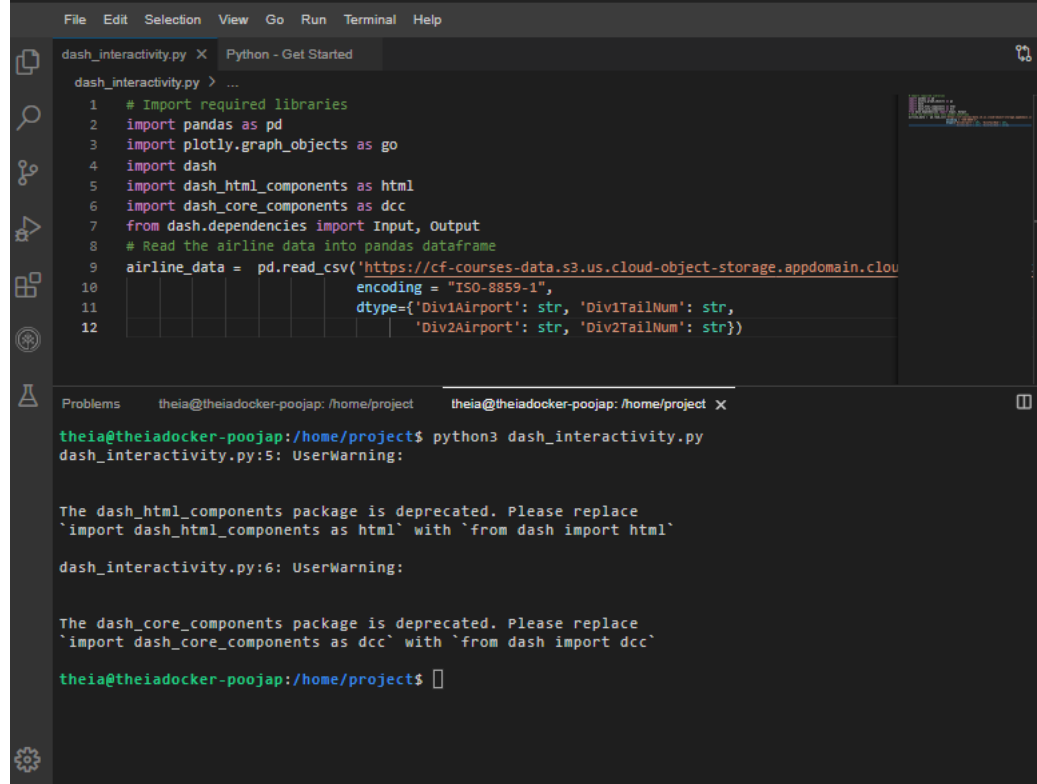 File Edit Selection View Go Run Terminal Help
dash_interactivity.py × Python - Get Started
dash_interactivity.py > ...
1 # Import required libraries
2 import pandas as pd
3 import plotly.graph_objects as go
4 import dash
5 import dash_html_components as html
6 import dash_core_components as dcc
7 from dash.dependencies import Input, Output
8 # Read the airline data into pandas dataframe
9 airline_data =  pd.read_csv('https://cf-courses-data.s3.us.cloud-object-storage.appdomain.clou
10 encoding = "ISO-8859-1",
11 dtype={'Div1Airport': str, 'Div1TailNum': str,
12 'Div2Airport': str, 'Div2TailNum': str})
Problems theia@theiadocker-poojap: /home/project theia@theiadocker-poojap: /home/project ×
theia@theiadocker-poojap:/home/project$ python3 dash_interactivity.py
dash_interactivity.py:5: UserWarning:
The dash_html_components package is deprecated. Please replace
`import dash_html_components as html` with `from dash import html`
dash_interactivity.py:6: UserWarning:
The dash_core_components package is deprecated. Please replace
`import dash_core_components as dcc` with `from dash import dcc`
theia@theiadocker-poojap:/home/project$